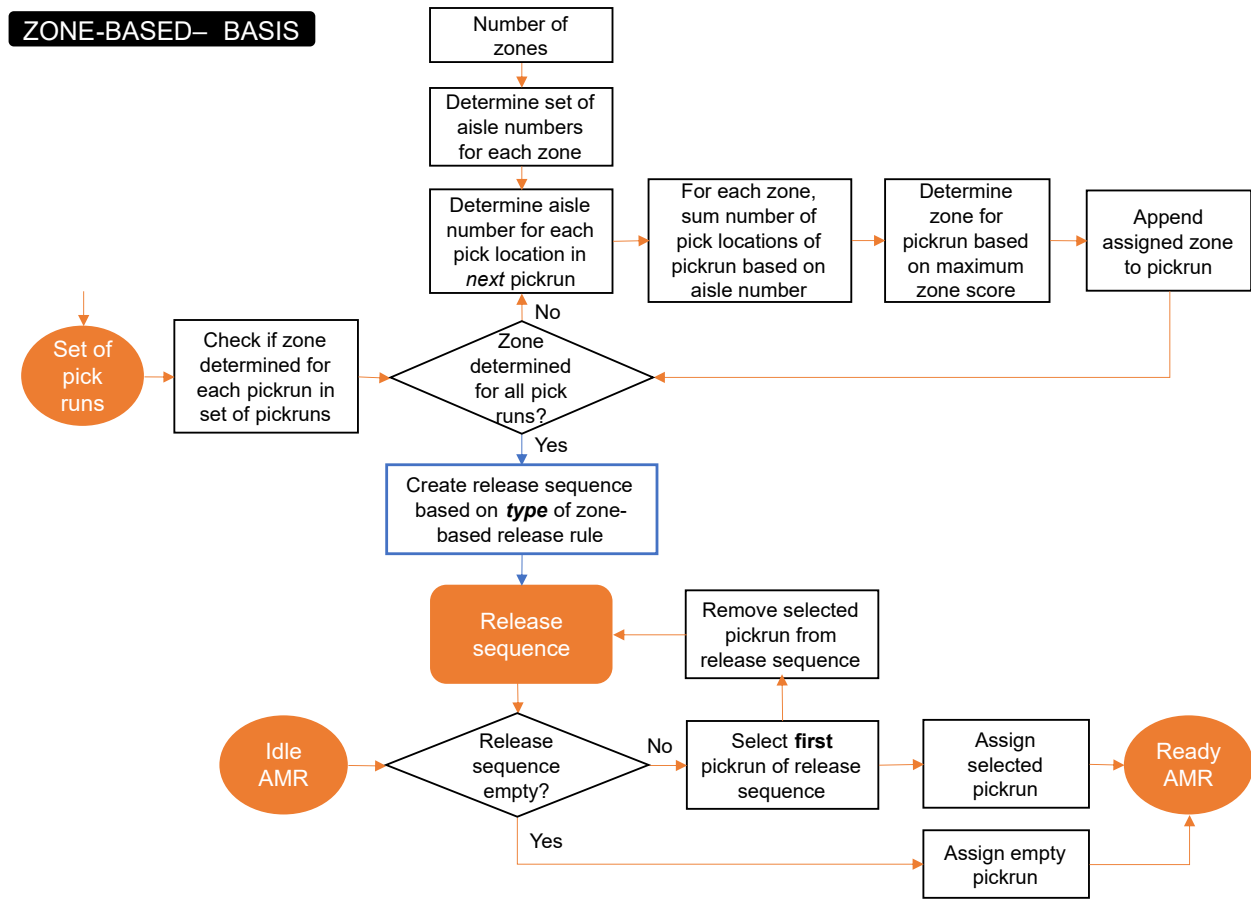 ZONE-BASED– BASIS
Number of
zones
Determine set of
aisle numbers
for each zone
Determine aisle
number for each
pick location in
next pickrun
For each zone,
sum number of
pick locations of
pickrun based on
aisle number
Determine
zone for
pickrun based
on maximum
zone score
Append
assigned zone
to pickrun
No
Set of
pick
runs
Check if zone
determined for
each pickrun in
set of pickruns
Zone
determined
for all pick
runs?
Yes
Create release sequence
based on type of zone-
based release rule
Release
sequence
Remove selected
pickrun from
release sequence
Idle
AMR
Release
sequence
empty?
No
Select first
pickrun of release
sequence
Assign
selected
pickrun
Ready
AMR
Yes
Assign empty
pickrun